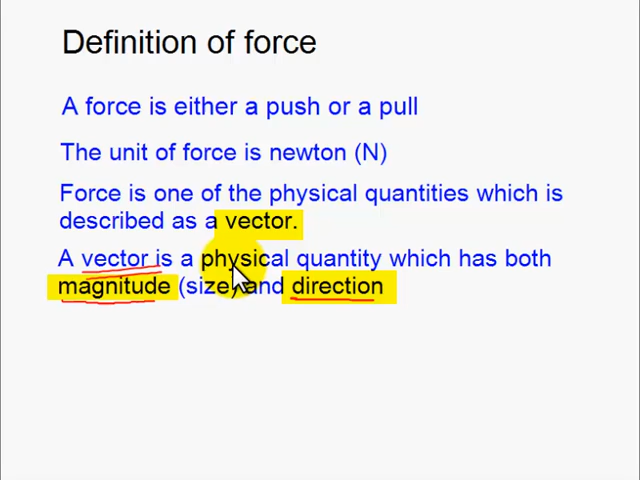 Definition of force
A force is either a push or a pull
The unit of force is newton (N)
Force is one of the physical quantities which is
described as a vector.
A vector is a physical quantity which has both
magnitude (size) and direction